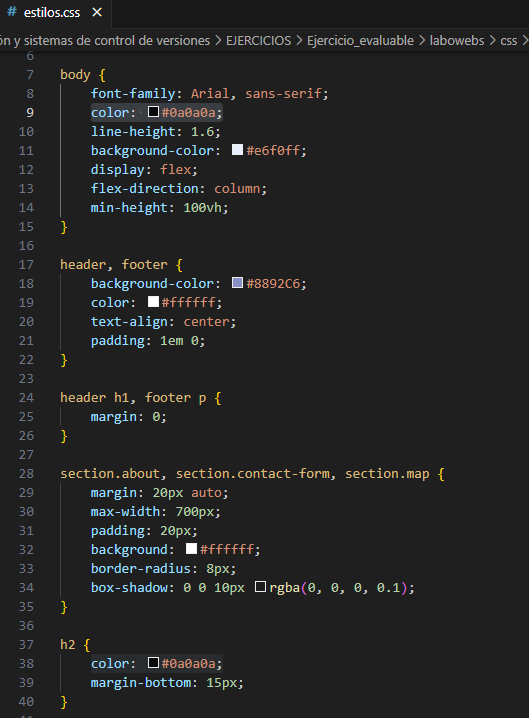 # estilos.css ×
ón y sistemas de control de versiones > EJERCICIOS > Ejercicio_evaluable > labowebs > css >
6
7 body {
8 font-family: Arial, sans-serif;
9 color: #0a0a0a;
10 line-height: 1.6;
11 background-color: #e6f0ff;
12 display: flex;
13 flex-direction: column;
14 min-height: 100vh;
15 }
16
17 header, footer {
18 background-color: #8892C6;
19 color: #ffffff;
20 text-align: center;
21 padding: 1em 0;
22 }
23
24 header h1, footer p {
25 margin: 0;
26 }
27
28 section.about, section.contact-form, section.map {
29 margin: 20px auto;
30 max-width: 700px;
31 padding: 20px;
32 background: #ffffff;
33 border-radius: 8px;
34 box-shadow: 0 0 10px rgba(0, 0, 0, 0.1);
35 }
36
37 h2 {
38 color: #0a0a0a;
39 margin-bottom: 15px;
40 }